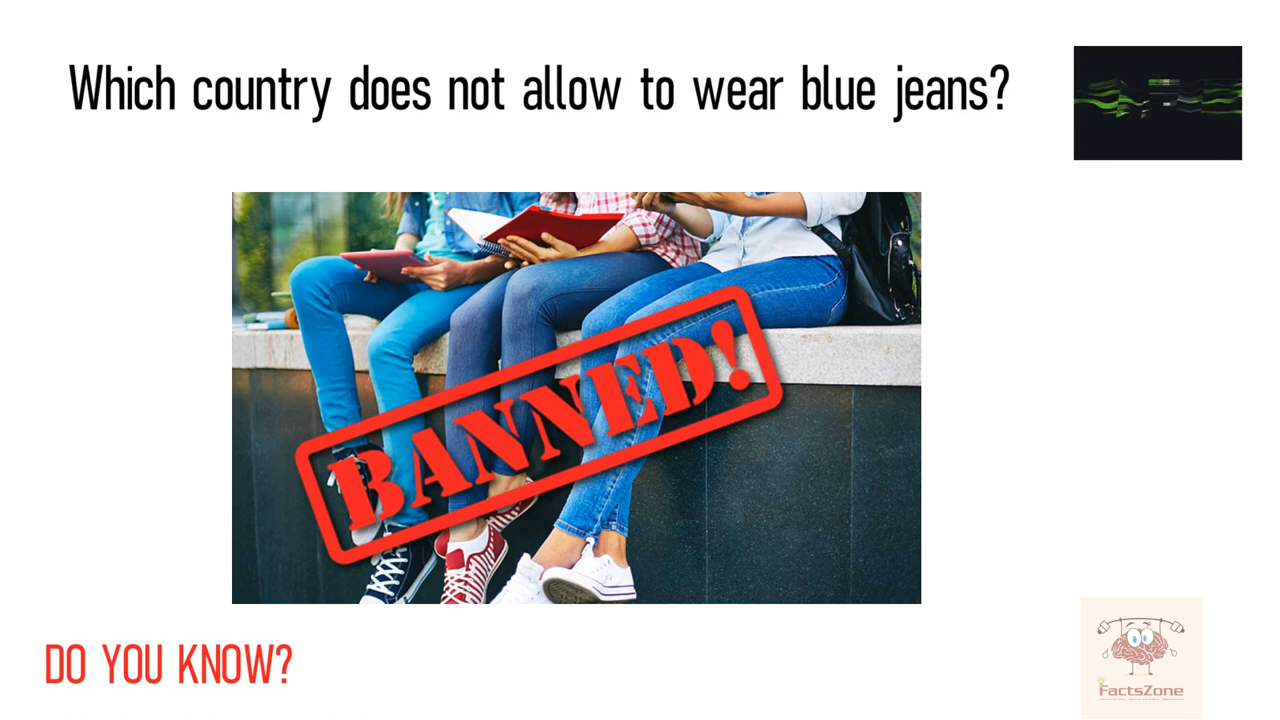 Which country does not allow to wear blue jeans?
BANNED!
DO YOU KNOW?
FactsZone